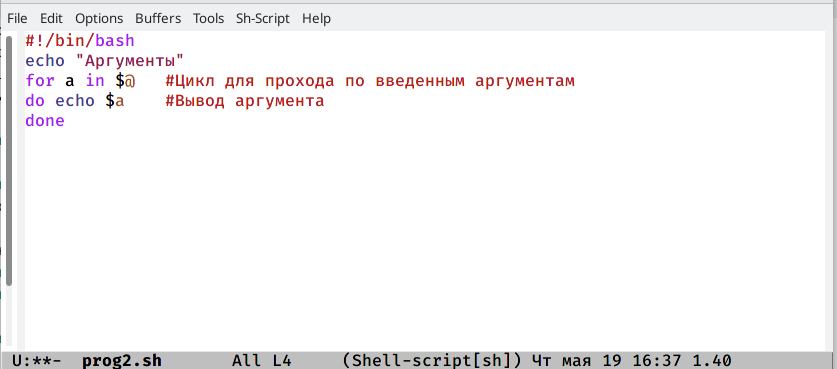 File Edit Options Buffers Tools Sh-Script Help
#!/bin/bash
echo "Аргументы"
for a in $@   #Цикл для прохода по введенным аргументам
do echo $a    #Вывод аргумента
done
U:**-  prog2.sh       All L4     (Shell-script[sh]) Чт мая 19 16:37 1.40